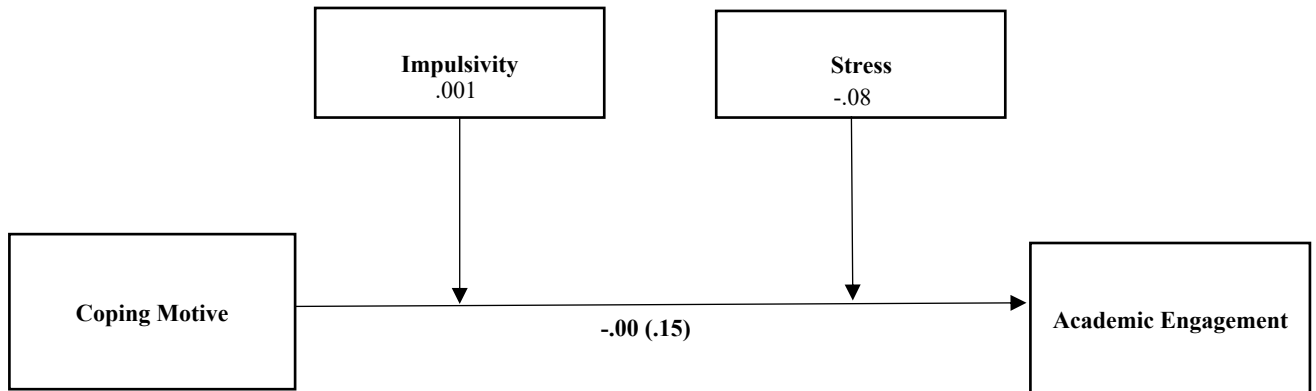 Impulsivity
.001
Stress
-.08
Coping Motive
-.00 (.15)
Academic Engagement